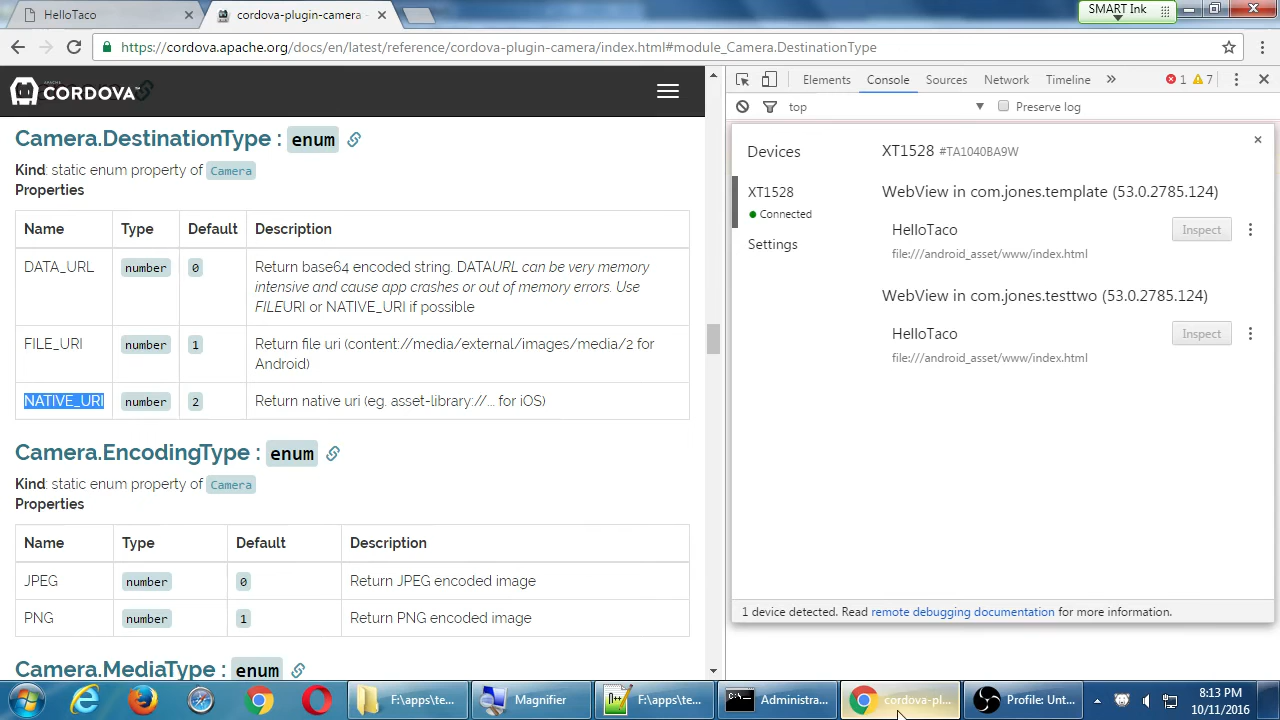 HelloTaco
cordova-plugin-camera -
SMART Ink
https://cordova.apache.org/docs/en/latest/reference/cordova-plugin-camera/index.html#module_Camera.DestinationType
APACHE
CORDOVA™
Elements Console Sources Network Timeline » 1 7
top Preserve log
Camera.DestinationType : enum
Kind: static enum property of Camera
Properties
Name Type Default Description
DATA_URL number 0 Return base64 encoded string. DATAURL can be very memory
intensive and cause app crashes or out of memory errors. Use
FILEURI or NATIVE_URI if possible
FILE_URI number 1 Return file uri (content://media/external/images/media/2 for
Android)
NATIVE_URI number 2 Return native uri (eg. asset-library://... for iOS)
Camera.EncodingType : enum
Kind: static enum property of Camera
Properties
Name Type Default Description
JPEG number 0 Return JPEG encoded image
PNG number 1 Return PNG encoded image
Camera.MediaType : enum
Devices
XT1528
Connected
Settings
XT1528 #TA1040BA9W
WebView in com.jones.template (53.0.2785.124)
HelloTaco Inspect
file:///android_asset/www/index.html
WebView in com.jones.testtwo (53.0.2785.124)
HelloTaco Inspect
file:///android_asset/www/index.html
1 device detected. Read remote debugging documentation for more information.
F:\apps\te...
Magnifier
F:\apps\te...
Administra...
cordova-pl...
Profile: Unt...
8:13 PM
10/11/2016